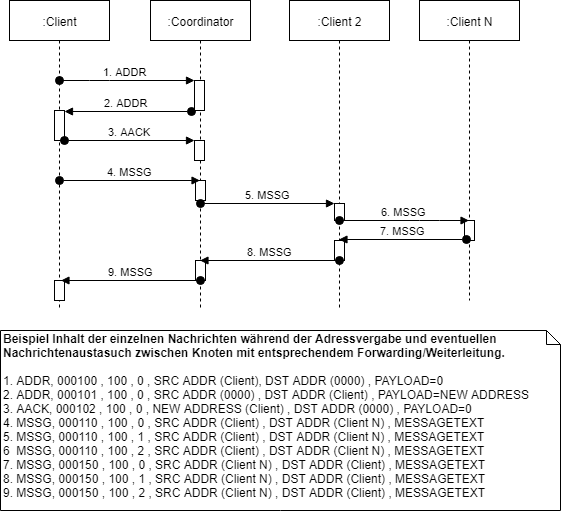 :Client
:Coordinator
:Client 2
:Client N
1. ADDR
2. ADDR
3. AACK
4. MSSG
5. MSSG
6. MSSG
7. MSSG
8. MSSG
9. MSSG
Beispiel Inhalt der einzelnen Nachrichten während der Adressvergabe und eventuellen
Nachrichtenaustasuch zwischen Knoten mit entsprechendem Forwarding/Weiterleitung.
1. ADDR, 000100 , 100 , 0 , SRC ADDR (Client), DST ADDR (0000) , PAYLOAD=0
2. ADDR, 000101 , 100 , 0 , SRC ADDR (0000) , DST ADDR (Client) , PAYLOAD=NEW ADDRESS
3. AACK, 000102 , 100 , 0 , NEW ADDRESS (Client) , DST ADDR (0000) , PAYLOAD=0
4. MSSG, 000110 , 100 , 0 , SRC ADDR (Client) , DST ADDR (Client N) , MESSAGETEXT
5. MSSG, 000110 , 100 , 1 , SRC ADDR (Client) , DST ADDR (Client N) , MESSAGETEXT
6 MSSG, 000110 , 100 , 2 , SRC ADDR (Client) , DST ADDR (Client N) , MESSAGETEXT
7. MSSG, 000150 , 100 , 0 , SRC ADDR (Client N) , DST ADDR (Client) , MESSAGETEXT
8. MSSG, 000150 , 100 , 1 , SRC ADDR (Client N) , DST ADDR (Client) , MESSAGETEXT
9. MSSG, 000150 , 100 , 2 , SRC ADDR (Client N) , DST ADDR (Client) , MESSAGETEXT